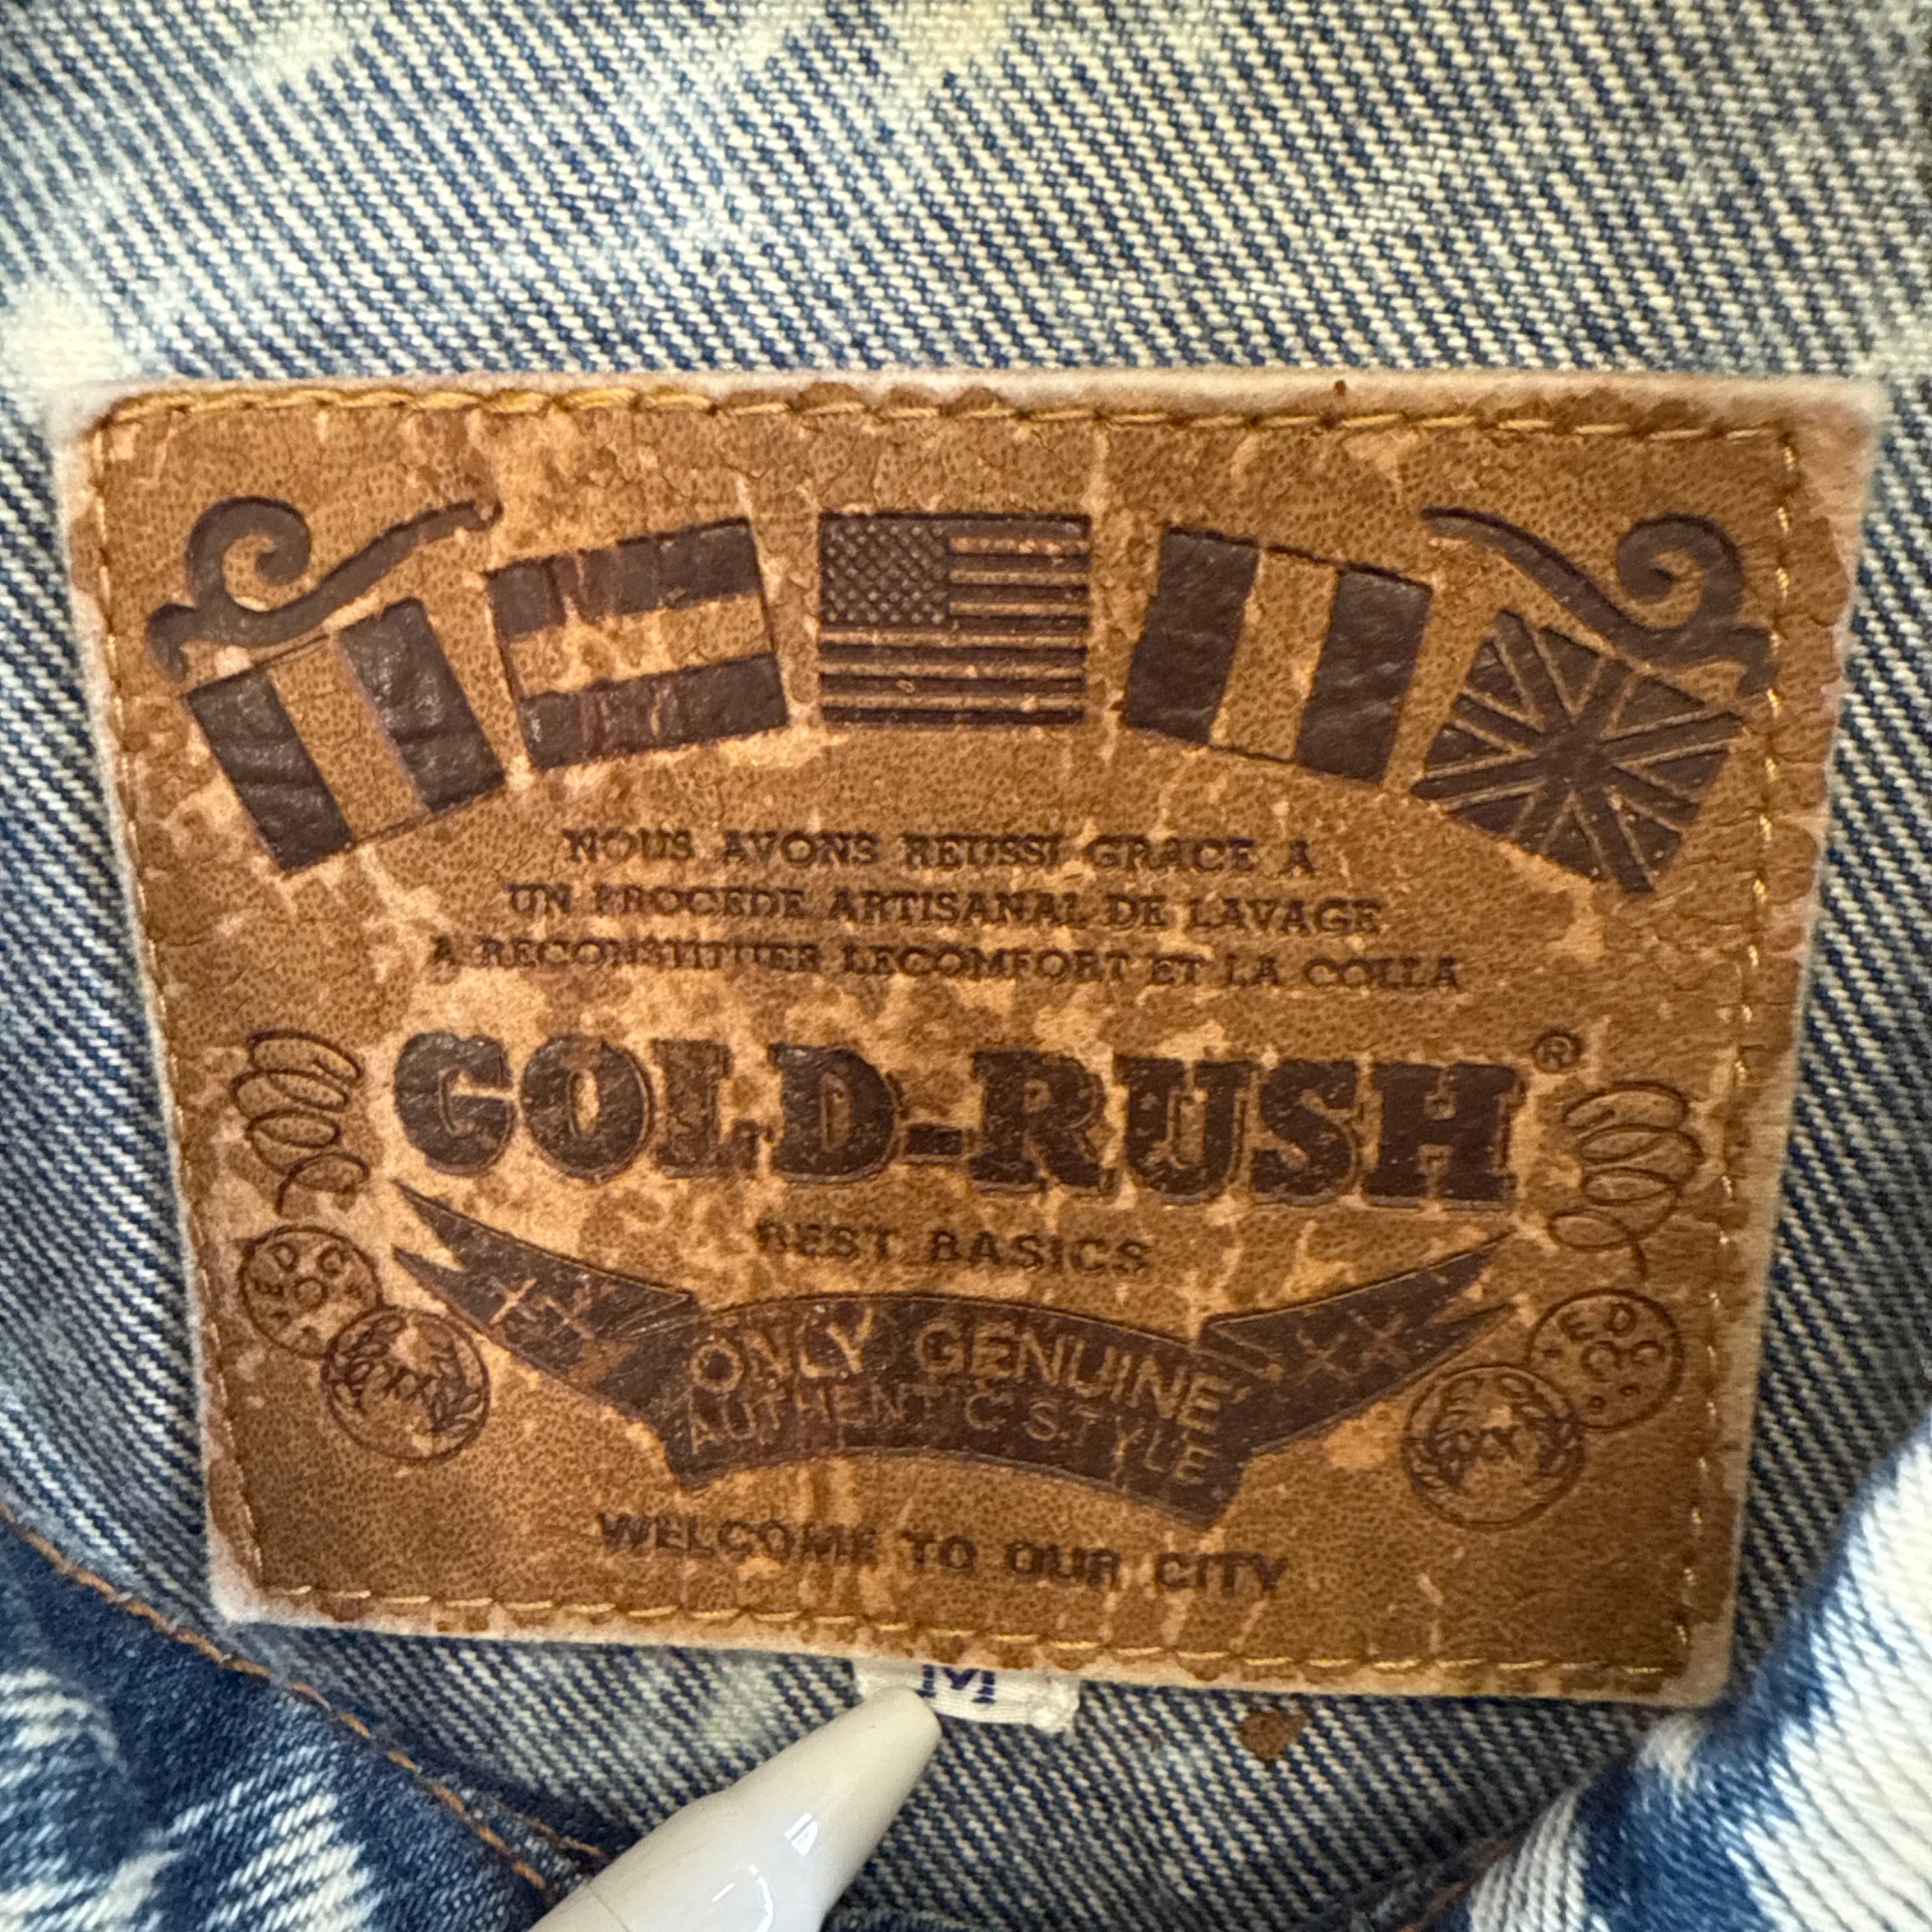 NOUS AVONS REUSSI GRACE A
UN PROCEDE ARTISANAL DE LAVAGE
A RECONSTITUER LECOMFORT ET LA COLLA
GOLD-RUSH®
BEST BASICS
ONLY GENUINE'
AUTHENTIC STYLE
WELCOME TO OUR CITY
M